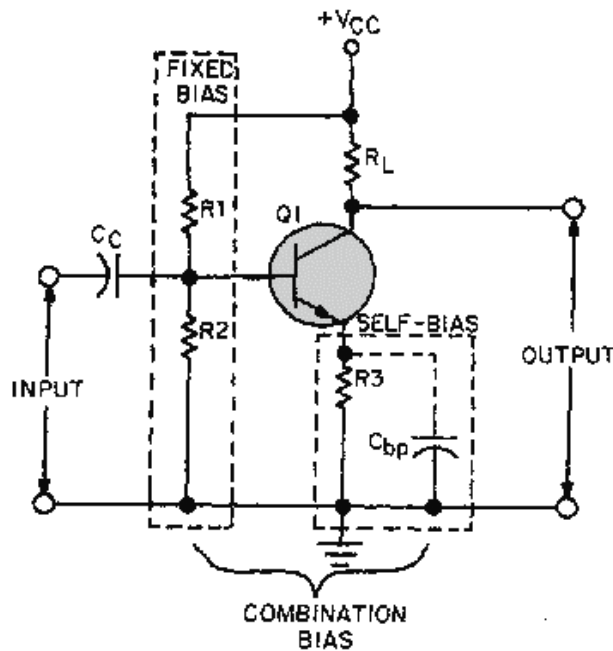 +VCC
FIXED
BIAS
RL
R1
Q1
CC
SELF-BIAS
R2
R3
OUTPUT
INPUT
Cbp
COMBINATION
BIAS